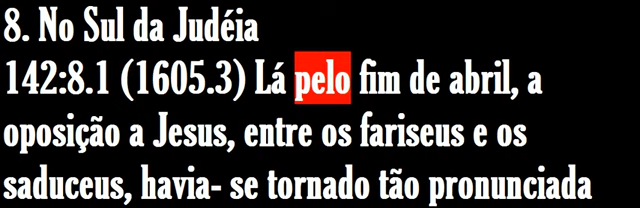 8. No Sul da Judéia
142:8.1 (1605.3) Lá pelo fim de abril, a
oposição a Jesus, entre os fariseus e os
saduceus, havia- se tornado tão pronunciada